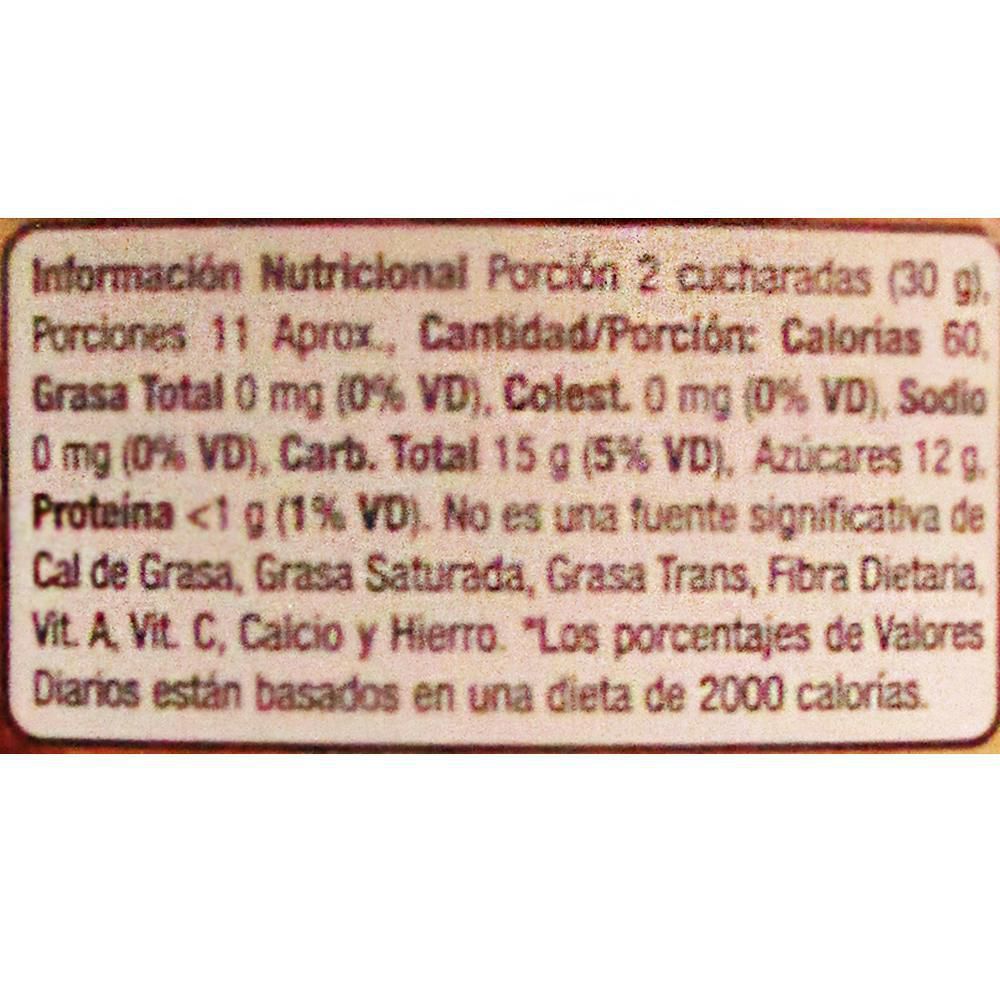 Información Nutricional Porción 2 cucharadas (30 g),
Porciones 11 Aprox., Cantidad/Porción: Calorías 60,
Grasa Total 0 mg (0% VD), Colest. 0 mg (0% VD), Sodio
0 mg (0% VD), Carb. Total 15 g (5% VD), Azúcares 12 g,
Proteína <1 g (1% VD). No es una fuente significativa de
Cal de Grasa, Grasa Saturada, Grasa Trans, Fibra Dietaria,
Vit. A, Vit. C, Calcio y Hierro. *Los porcentajes de Valores
Diarios están basados en una dieta de 2000 calorías.